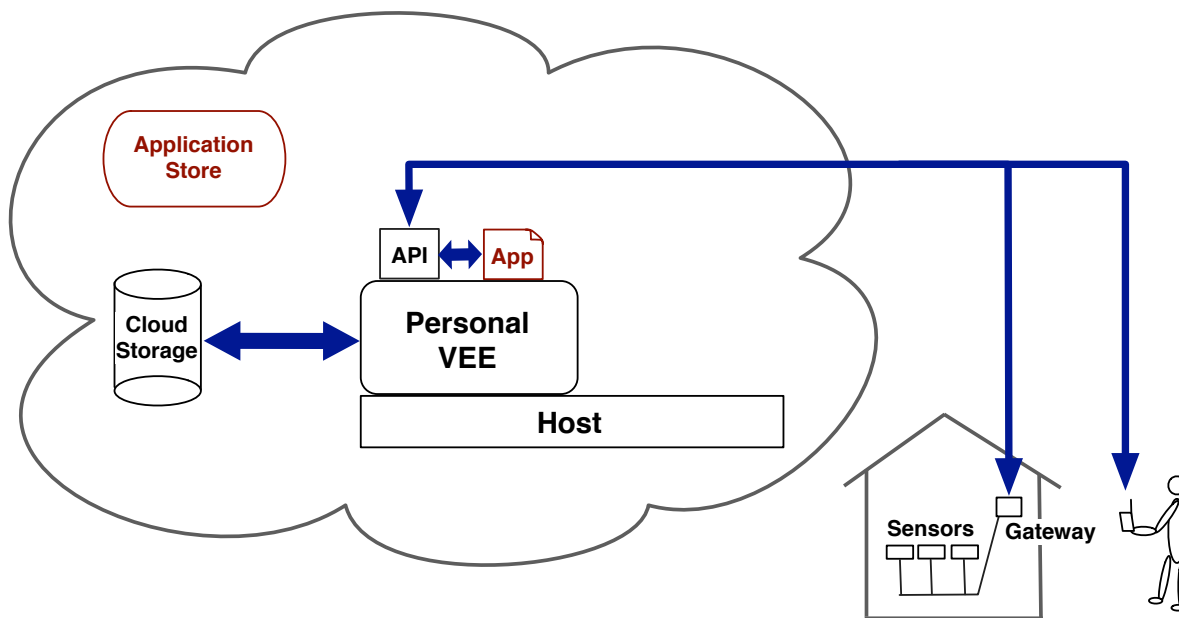 Application
Store
API
App
Cloud
Storage
Personal
VEE
Host
Sensors
Gateway